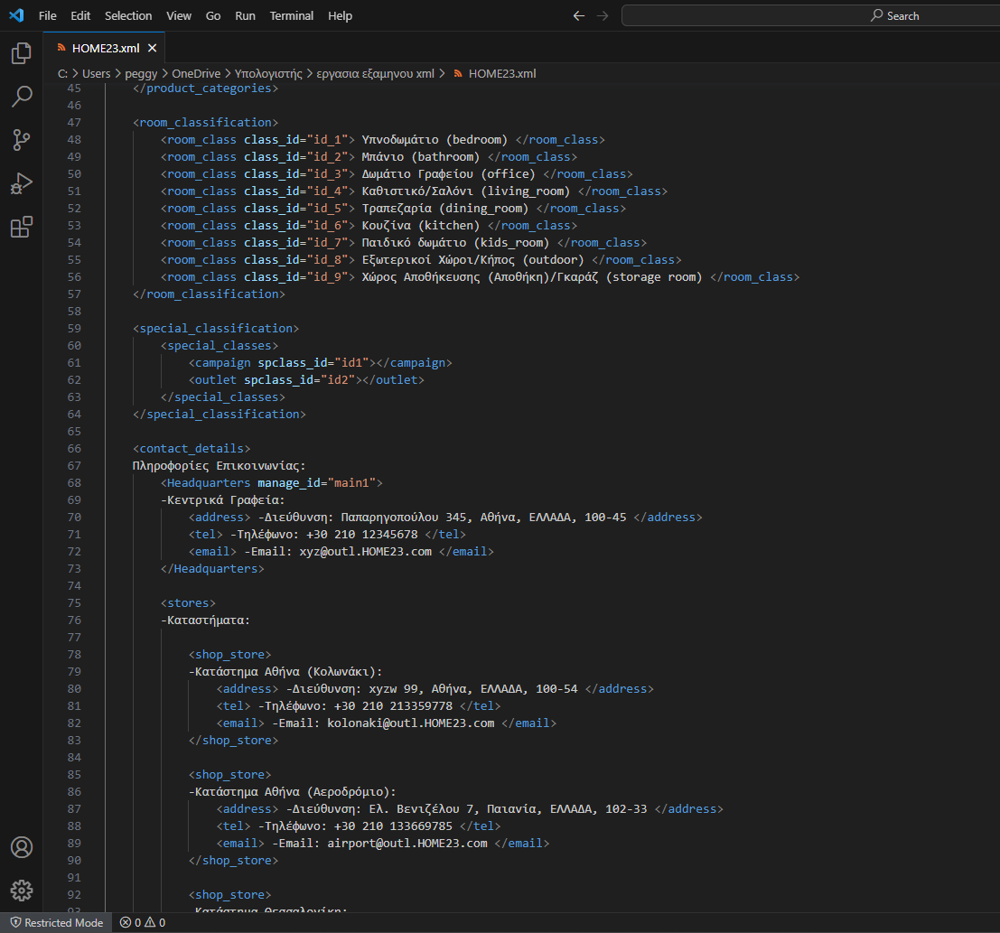 File Edit Selection View Go Run Terminal Help Search
HOME23.xml
C: > Users > peggy > OneDrive > Υπολογιστής > εργασια εξαμηνου xml > HOME23.xml
45 </product_categories>
46
47 <room_classification>
48 <room_class class_id="id_1"> Υπνοδωμάτιο (bedroom) </room_class>
49 <room_class class_id="id_2"> Μπάνιο (bathroom) </room_class>
50 <room_class class_id="id_3"> Δωμάτιο Γραφείου (office) </room_class>
51 <room_class class_id="id_4"> Καθιστικό/Σαλόνι (living_room) </room_class>
52 <room_class class_id="id_5"> Τραπεζαρία (dining_room) </room_class>
53 <room_class class_id="id_6"> Κουζίνα (kitchen) </room_class>
54 <room_class class_id="id_7"> Παιδικό δωμάτιο (kids_room) </room_class>
55 <room_class class_id="id_8"> Εξωτερικοί Χώροι/Κήπος (outdoor) </room_class>
56 <room_class class_id="id_9"> Χώρος Αποθήκευσης (Αποθήκη)/Γκαράζ (storage room) </room_class>
57 </room_classification>
58
59 <special_classification>
60 <special_classes>
61 <campaign spclass_id="id1"></campaign>
62 <outlet spclass_id="id2"></outlet>
63 </special_classes>
64 </special_classification>
65
66 <contact_details>
67 Πληροφορίες Επικοινωνίας:
68 <Headquarters manage_id="main1">
69 -Κεντρικά Γραφεία:
70 <address> -Διεύθυνση: Παπαρηγοπούλου 345, Αθήνα, ΕΛΛΑΔΑ, 100-45 </address>
71 <tel> -Τηλέφωνο: +30 210 12345678 </tel>
72 <email> -Email: xyz@outl.HOME23.com </email>
73 </Headquarters>
74
75 <stores>
76 -Καταστήματα:
77
78 <shop_store>
79 -Κατάστημα Αθήνα (Κολωνάκι):
80 <address> -Διεύθυνση: xyzw 99, Αθήνα, ΕΛΛΑΔΑ, 100-54 </address>
81 <tel> -Τηλέφωνο: +30 210 213359778 </tel>
82 <email> -Email: kolonaki@outl.HOME23.com </email>
83 </shop_store>
84
85 <shop_store>
86 -Κατάστημα Αθήνα (Αεροδρόμιο):
87 <address> -Διεύθυνση: Ελ. Βενιζέλου 7, Παιανία, ΕΛΛΑΔΑ, 102-33 </address>
88 <tel> -Τηλέφωνο: +30 210 133669785 </tel>
89 <email> -Email: airport@outl.HOME23.com </email>
90 </shop_store>
91
92 <shop_store>
93 -Κατάστημα Θεσσαλονίκη:
Restricted Mode 0 0